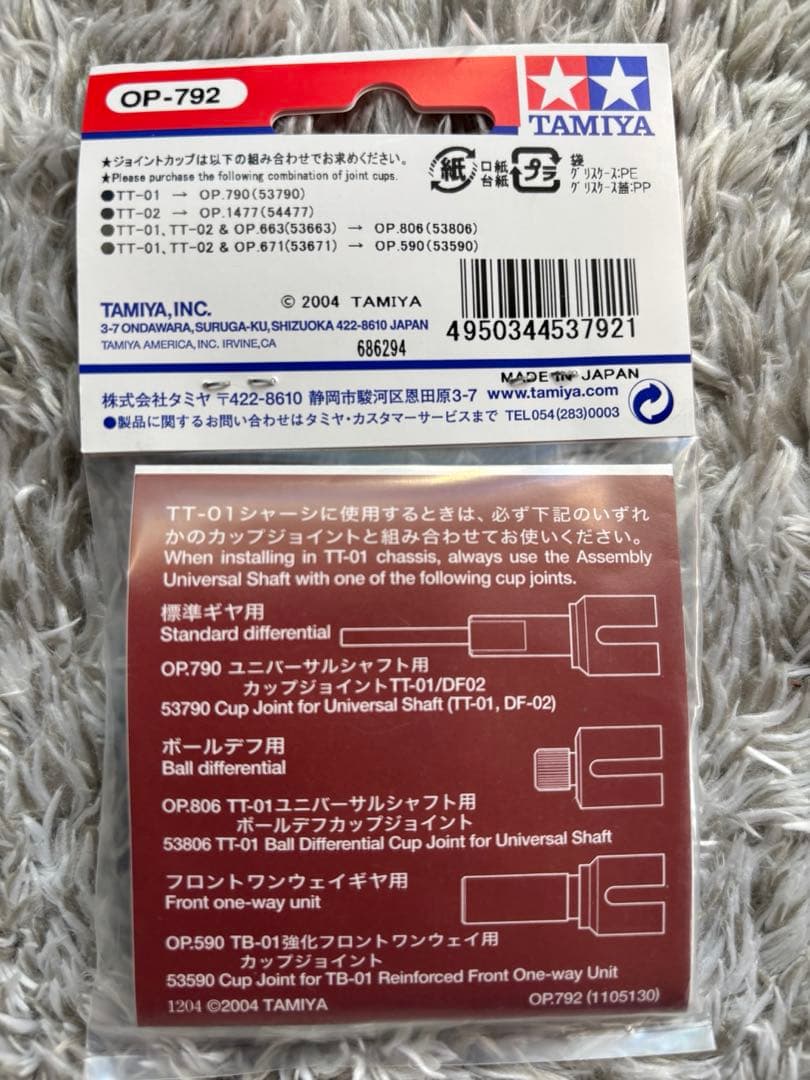 OP-792
TAMIYA
★ジョイントカップは以下の組み合わせでお求めください。
★Please purchase the following combination of joint cups.
●TT-01 → OP.790(53790)
●TT-02 → OP.1477(54477)
●TT-01, TT-02 & OP.663(53663) → OP.806(53806)
●TT-01, TT-02 & OP.671(53671) → OP.590(53590)
紙
口紙
台紙
プラ
袋
グリスケース:PE
グリスケース蓋:PP
TAMIYA, INC.
© 2004 TAMIYA
3-7 ONDAWARA, SURUGA-KU, SHIZUOKA 422-8610 JAPAN
TAMIYA AMERICA, INC. IRVINE, CA
686294
4950344537921
MADE IN JAPAN
株式会社タミヤ 〒422-8610 静岡市駿河区恩田原3-7 www.tamiya.com
●製品に関するお問い合わせはタミヤ・カスタマーサービスまで TEL054(283)0003
TT-01シャーシに使用するときは、必ず下記のいずれ
かのカップジョイントと組み合わせてお使いください。
When installing in TT-01 chassis, always use the Assembly
Universal Shaft with one of the following cup joints.
標準ギヤ用
Standard differential
OP.790 ユニバーサルシャフト用
カップジョイントTT-01/DF02
53790 Cup Joint for Universal Shaft (TT-01, DF-02)
ボールデフ用
Ball differential
OP.806 TT-01ユニバーサルシャフト用
ボールデフカップジョイント
53806 TT-01 Ball Differential Cup Joint for Universal Shaft
フロントワンウェイギヤ用
Front one-way unit
OP.590 TB-01強化フロントワンウェイ用
カップジョイント
53590 Cup Joint for TB-01 Reinforced Front One-way Unit
1204 ©2004 TAMIYA
OP.792 (1105130)